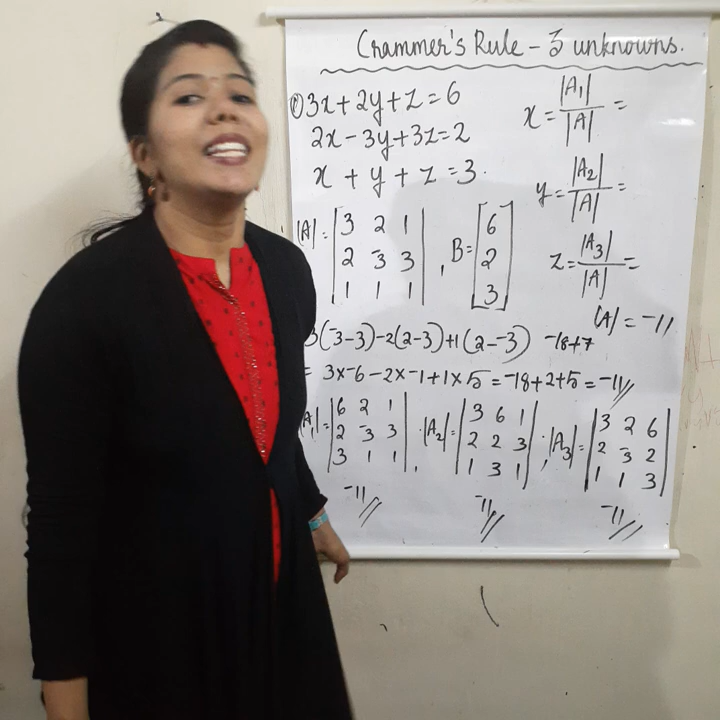 Crammer's Rule - 3 unknowns.
3x+2y+z=6
2x-3y+3z=2
x+y+z=3.
x=|A₁|/|A|=
y=|A₂|/|A|=
z=|A₃|/|A|=
|A|=
3 2 1
2 -3 3
1 1 1
, B=
6
2
3
|A|=-11
3(-3-3)-2(2-3)+1(2--3) -18+7
= 3×-6-2×-1+1×5=-18+2+5=-11//
|A₁|=
6 2 1
2 -3 3
3 1 1
, |A₂|=
3 6 1
2 2 3
1 3 1
; |A₃|=
3 2 6
2 -3 2
1 1 3
-11// -11// -11//